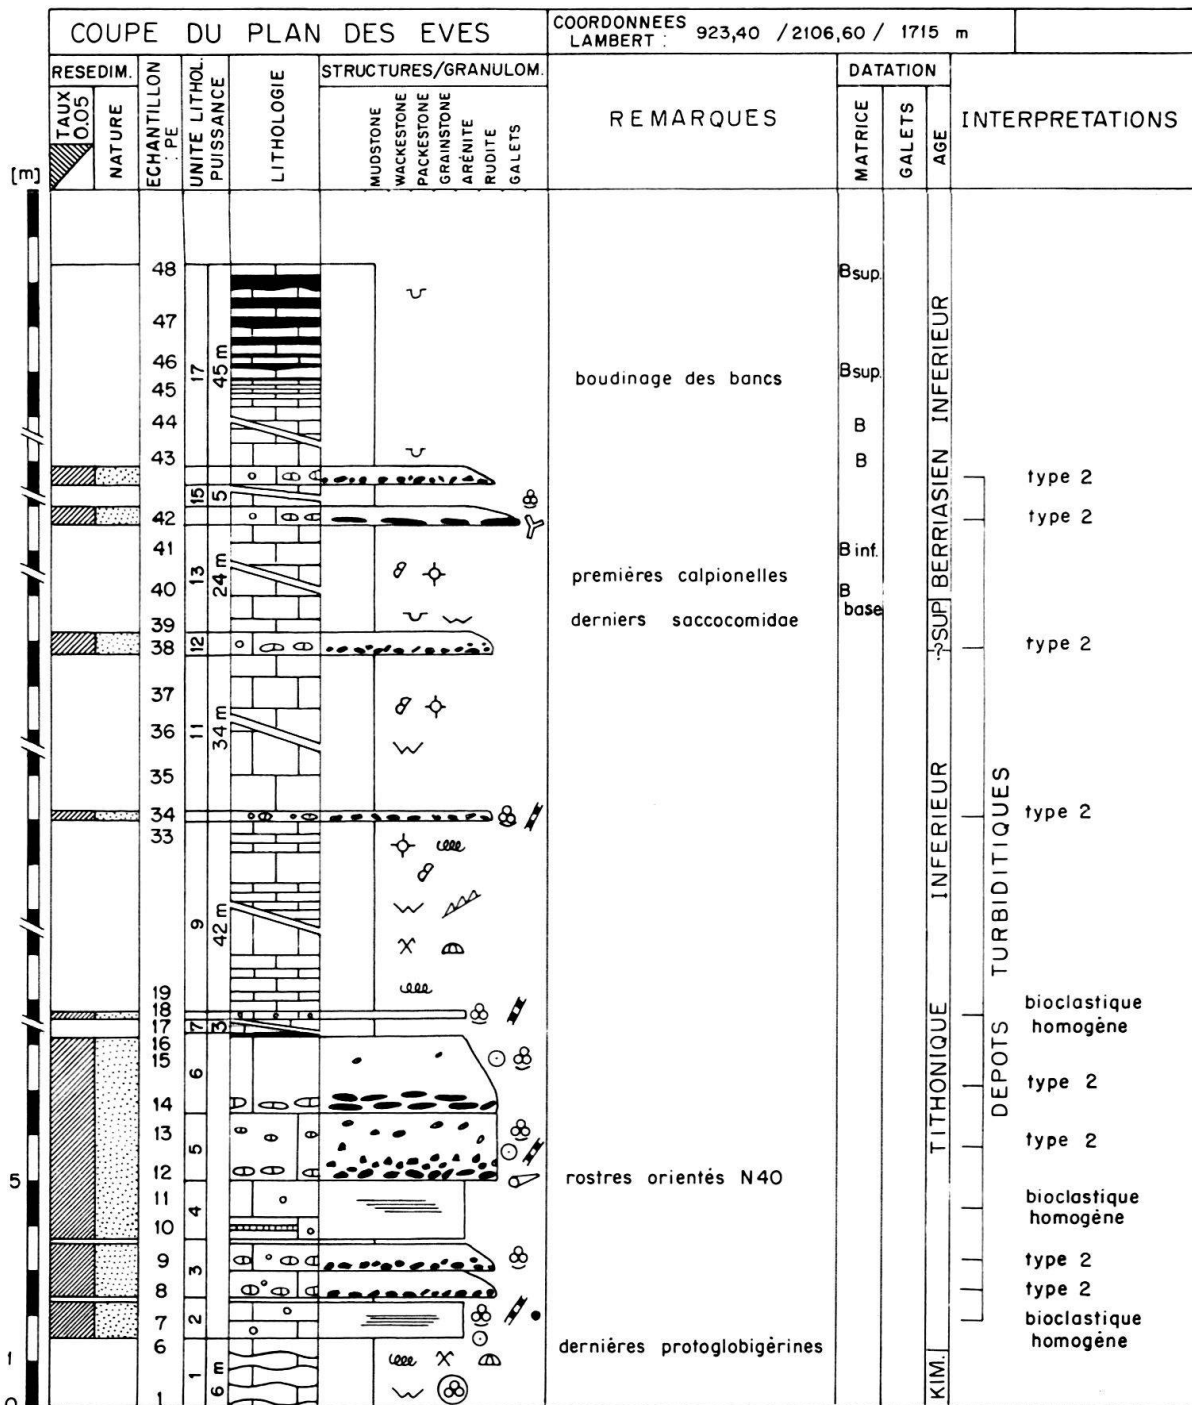 COUPE DU PLAN DES EVES
COORDONNEES LAMBERT : 923,40 / 2106,60 / 1715 m
RESEDIM.
TAUX 0.05
NATURE
ECHANTILLON : PE
UNITE LITHOL.
PUISSANCE
LITHOLOGIE
STRUCTURES/GRANULOM.
MUDSTONE
WACKESTONE
PACKESTONE
GRAINSTONE
ARÉNITE
RUDITE
GALETS
REMARQUES
DATATION
MATRICE
GALETS
AGE
INTERPRETATIONS
[m]
48
B sup.
47
46
17
45 m
boudinage des bancs
B sup.
45
44
B
43
B
type 2
15
5
42
type 2
41
B inf.
13
24 m
premières calpionelles
40
B base
39
derniers saccocomidae
38
12
type 2
37
11
34 m
36
35
34
type 2
33
9
42 m
19
18
bioclastique homogène
17
7
3
16
15
6
type 2
14
13
5
type 2
12
5
rostres orientés N40
11
4
bioclastique homogène
10
9
3
type 2
8
type 2
7
2
bioclastique homogène
6
dernières protoglobigérines
1
1
6 m
1
0
BERRIASIEN INFERIEUR
?
SUP
TITHONIQUE INFERIEUR
KIM.
DEPOTS TURBIDITIQUES